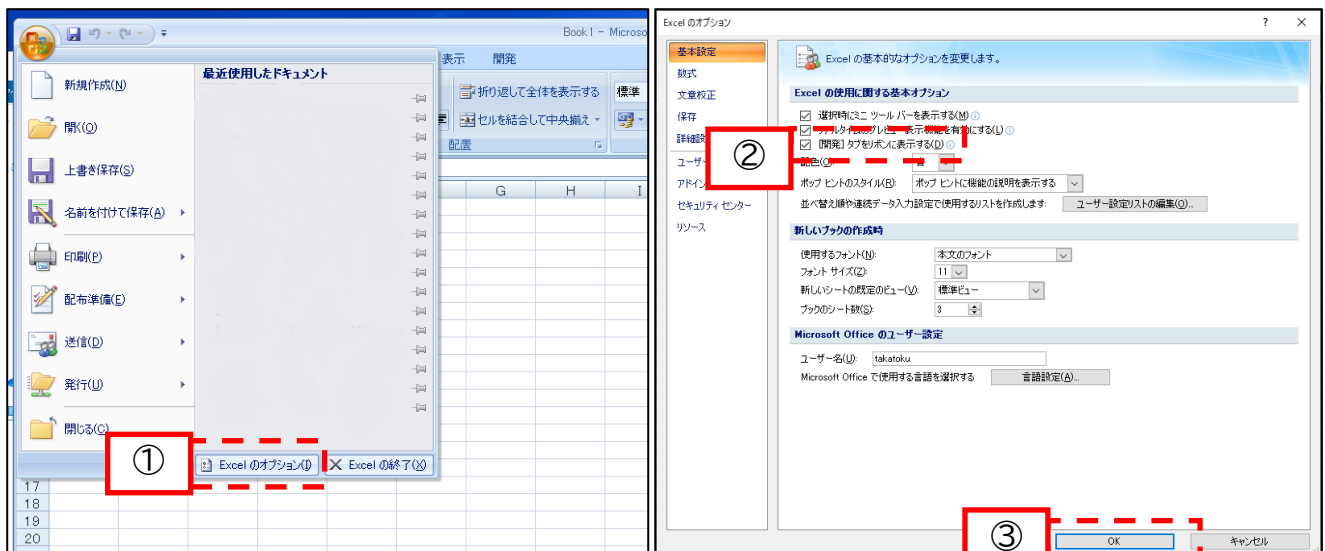 Book1 - Microso
表示 開発
最近使用したドキュメント
新規作成(N)
開く(O)
上書き保存(S)
名前を付けて保存(A)
印刷(P)
配布準備(E)
送信(D)
発行(U)
閉じる(C)
①
Excel のオプション(I)
Excel の終了(X)
折り返して全体を表示する
標準
セルを結合して中央揃え
配置
G H I
17
18
19
20
Excel のオプション
基本設定
数式
文章校正
保存
詳細設
ユーザー
アドイン
セキュリティ センター
リソース
②
Excel の基本的なオプションを変更します。
Excel の使用に関する基本オプション
選択時にミニ ツール バーを表示する(M)
リアルタイムのプレビュー表示機能を有効にする(L)
[開発] タブをリボンに表示する(D)
配色(C): 青
ポップ ヒントのスタイル(R): ポップ ヒントに機能の説明を表示する
並べ替え順や連続データ入力設定で使用するリストを作成します: ユーザー設定リストの編集(O)...
新しいブックの作成時
使用するフォント(N): 本文のフォント
フォント サイズ(Z): 11
新しいシートの既定のビュー(V): 標準ビュー
ブックのシート数(S): 3
Microsoft Office のユーザー設定
ユーザー名(U): takatoku
Microsoft Office で使用する言語を選択する 言語設定(A)...
③
OK
キャンセル